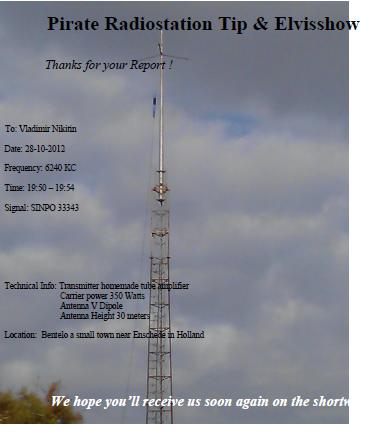 Pirate Radiostation Tip & Elvisshow
Thanks for your Report !
To: Vladimir Nikitin
Date: 28-10-2012
Frequency: 6240 KC
Time: 19:50 – 19:54
Signal: SINPO 33343
Technical Info: Transmitter homemade tube amplifier
Carrier power 350 Watts
Antenna V Dipole
Antenna Height 30 meters
Location: Bentelo a small town near Enschede in Holland
We hope you'll receive us soon again on the